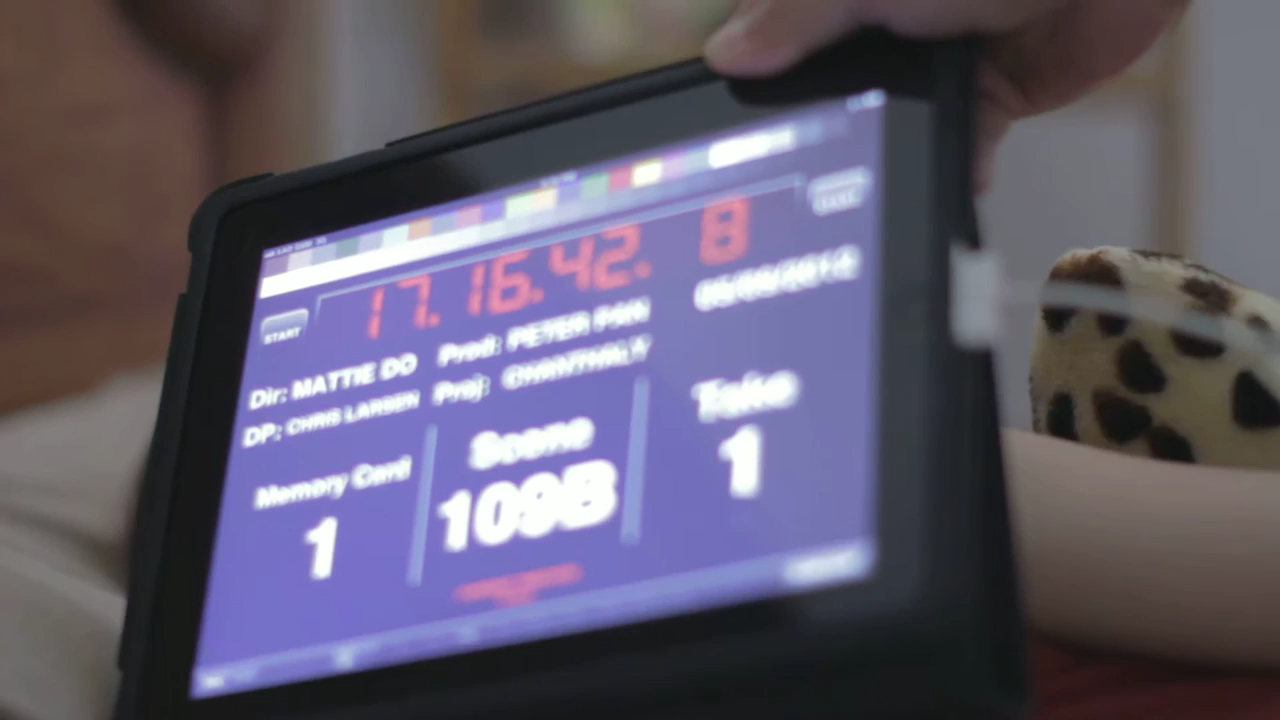 17.16.42. 8
START
Dir: MATTIE DO
Prod: PETER PAN
DP: CHRIS LARSEN
Proj: CHANTHALY
Memory Card
1
Scene
109B
Take
1